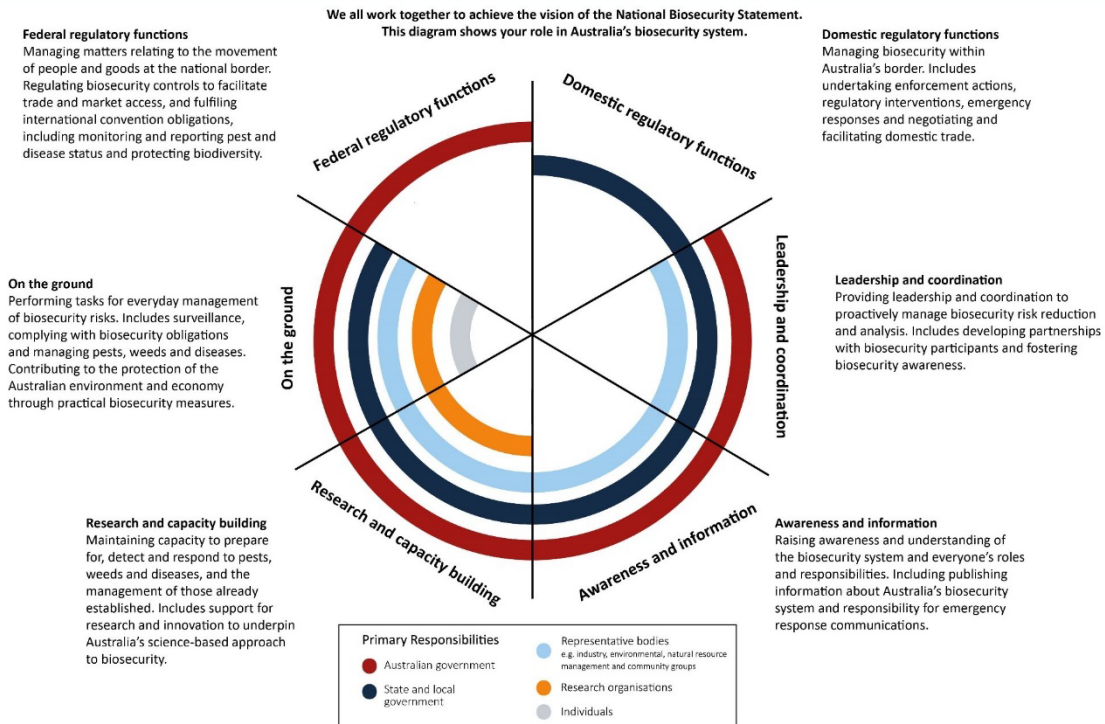 We all work together to achieve the vision of the National Biosecurity Statement.
This diagram shows your role in Australia's biosecurity system.
Federal regulatory functions
Managing matters relating to the movement
of people and goods at the national border.
Regulating biosecurity controls to facilitate
trade and market access, and fulfiling
international convention obligations,
including monitoring and reporting pest and
disease status and protecting biodiversity.
Domestic regulatory functions
Managing biosecurity within
Australia's border. Includes
undertaking enforcement actions,
regulatory interventions, emergency
responses and negotiating and
facilitating domestic trade.
Federal regulatory functions
Domestic regulatory functions
On the ground
Performing tasks for everyday management
of biosecurity risks. Includes surveillance,
complying with biosecurity obligations
and managing pests, weeds and diseases.
Contributing to the protection of the
Australian environment and economy
through practical biosecurity measures.
On the ground
Leadership and coordination
Leadership and coordination
Providing leadership and coordination to
proactively manage biosecurity risk reduction
and analysis. Includes developing partnerships
with biosecurity participants and fostering
biosecurity awareness.
Research and capacity building
Awareness and information
Research and capacity building
Maintaining capacity to prepare
for, detect and respond to pests,
weeds and diseases, and the
management of those already
established. Includes support for
research and innovation to underpin
Australia's science-based approach
to biosecurity.
Awareness and information
Raising awareness and understanding of
the biosecurity system and everyone's roles
and responsibilities. Including publishing
information about Australia's biosecurity
system and responsibility for emergency
response communications.
Primary Responsibilities
Australian government
State and local
government
Representative bodies
e.g. industry, environmental, natural resource
management and community groups
Research organisations
Individuals